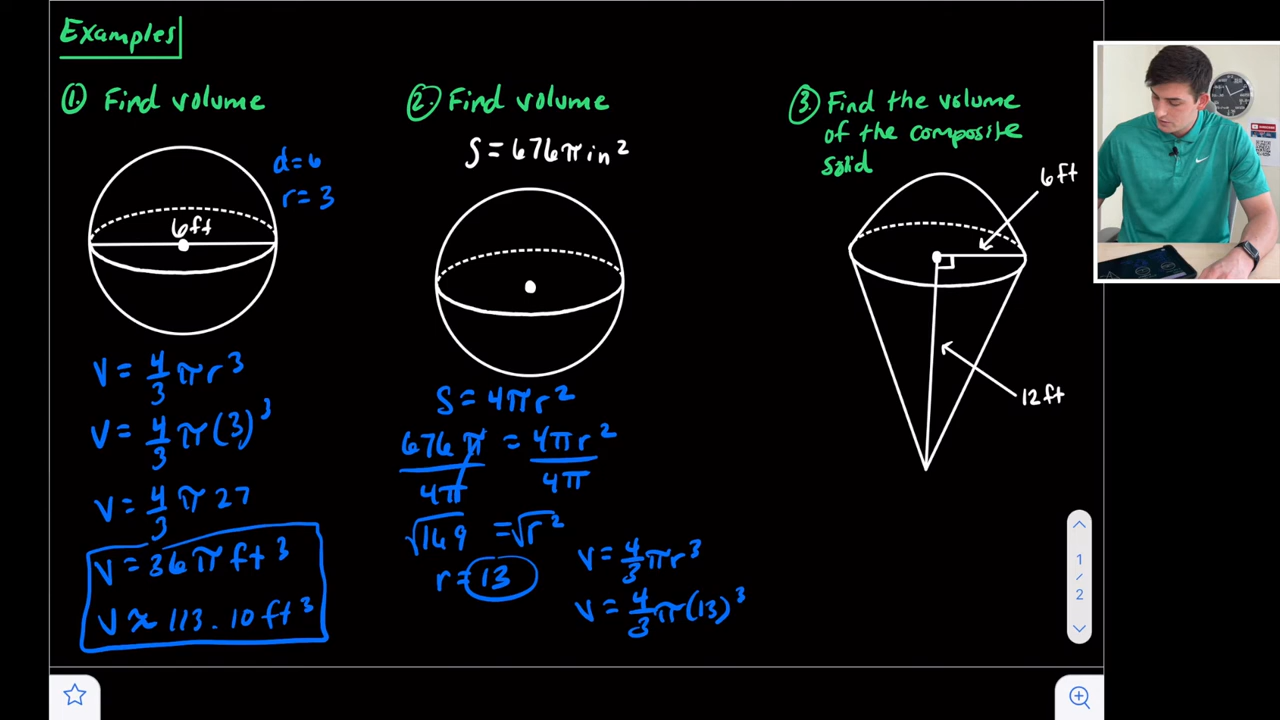 Examples
1. Find volume
d=6
r=3
6ft
V = 4/3 πr³
V = 4/3 π(3)³
V = 4/3 π 27
V = 36π ft³
V ≈ 113.10 ft³
2. Find volume
S = 676π in²
S = 4πr²
676π/4π = 4πr²/4π
√169 = √r²
r = 13
V = 4/3 πr³
V = 4/3 π(13)³
3. Find the volume
of the composite
solid
6ft
12ft
1
/
2